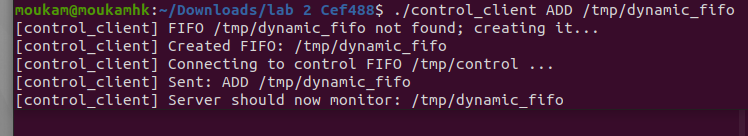 moukam@moukamhk:~/Downloads/lab 2 Cef488$ ./control_client ADD /tmp/dynamic_fifo
[control_client] FIFO /tmp/dynamic_fifo not found; creating it...
[control_client] Created FIFO: /tmp/dynamic_fifo
[control_client] Connecting to control FIFO /tmp/control ...
[control_client] Sent: ADD /tmp/dynamic_fifo
[control_client] Server should now monitor: /tmp/dynamic_fifo